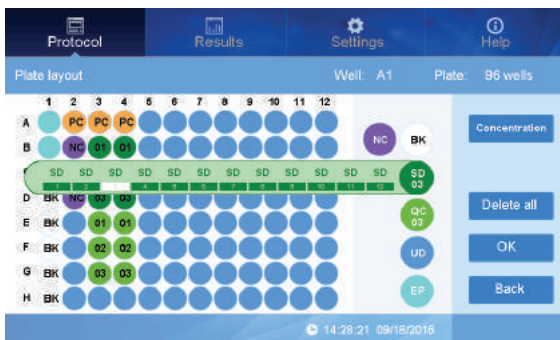 Protocol Results Settings Help
Plate layout Well: A1 Plate: 96 wells
1 2 3 4 5 6 7 8 9 10 11 12
A PC PC PC
B NC 01 01 NC BK
Concentration
SD SD SD SD SD SD SD SD SD SD SD SD
1 2 4 5 6 7 8 9 10 11 12
SD
03
D BK NC 03 03
Delete all
E BK 01 01
QC
03
F BK 02 02
UD
OK
G BK 03 03
EP
Back
H BK
14:28:21 09/18/2016